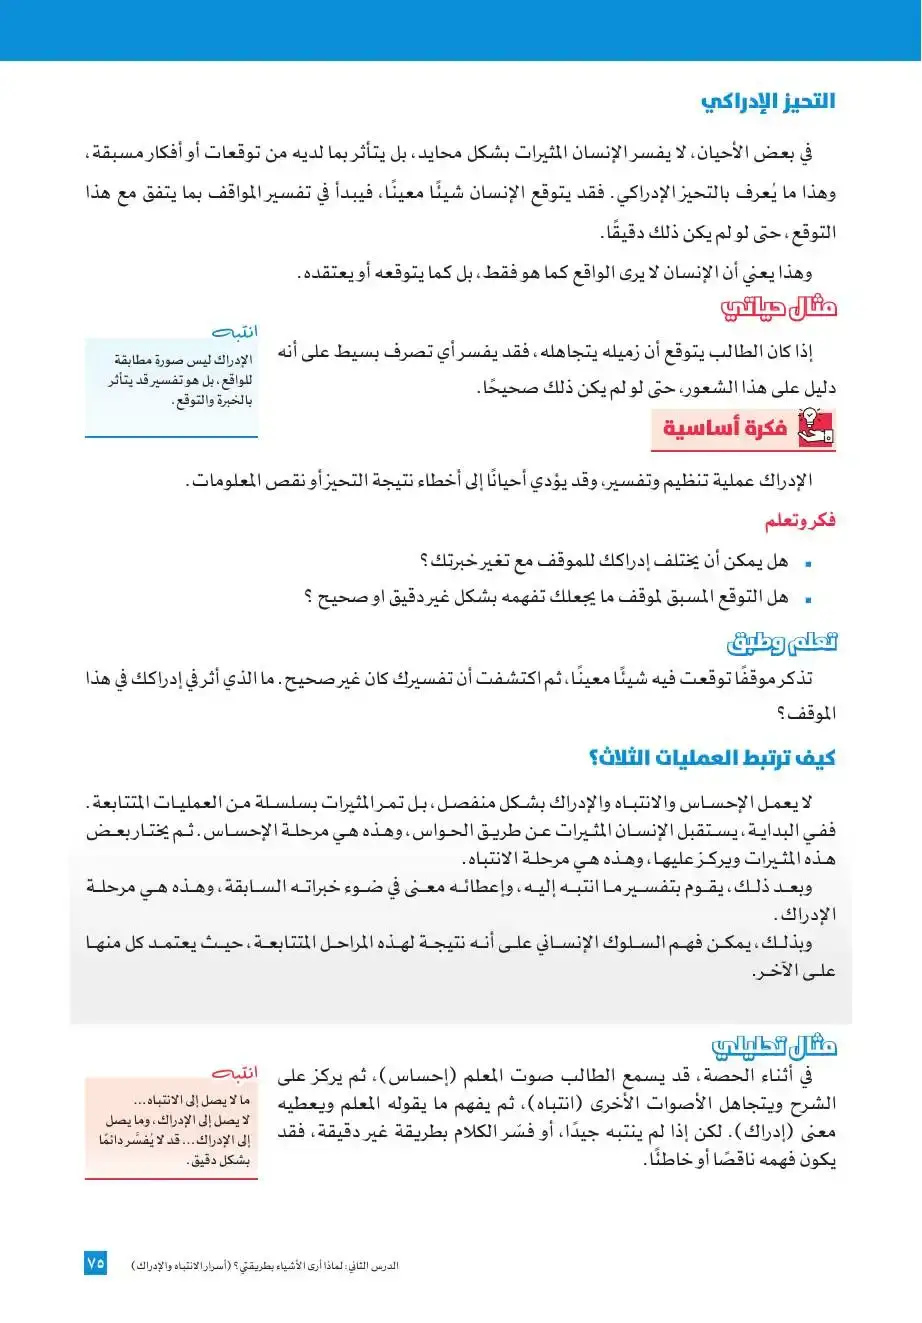 التحيز الإدراكي
في بعض الأحيان، لا يفسر الإنسان المثيرات بشكل محايد، بل يتأثر بما لديه من توقعات أو أفكار مسبقة،
وهذا ما يُعرف بالتحيز الإدراكي. فقد يتوقع الإنسان شيئًا معينًا، فيبدأ في تفسير المواقف بما يتفق مع هذا
التوقع، حتى لو لم يكن ذلك دقيقًا.
وهذا يعني أن الإنسان لا يرى الواقع كما هو فقط، بل كما يتوقعه أو يعتقده.
مثال حياتي
إذا كان الطالب يتوقع أن زميله يتجاهله، فقد يفسر أي تصرف بسيط على أنه
دليل على هذا الشعور، حتى لو لم يكن ذلك صحيحًا.
انتبه
الإدراك ليس صورة مطابقة
للواقع، بل هو تفسير قد يتأثر
بالخبرة والتوقع.
فكرة أساسية
الإدراك عملية تنظيم وتفسير، وقد يؤدي أحيانًا إلى أخطاء نتيجة التحيز أو نقص المعلومات.
فكر وتعلم
▪ هل يمكن أن يختلف إدراكك للموقف مع تغير خبرتك؟
▪ هل التوقع المسبق لموقف ما يجعلك تفهمه بشكل غير دقيق او صحيح ؟
تعلم وطبق
تذكر موقفًا توقعت فيه شيئًا معينًا، ثم اكتشفت أن تفسيرك كان غير صحيح. ما الذي أثر في إدراكك في هذا
الموقف؟
كيف ترتبط العمليات الثلاث؟
لا يعمل الإحساس والانتباه والإدراك بشكل منفصل، بل تمر المثيرات بسلسلة من العمليات المتتابعة.
ففي البداية، يستقبل الإنسان المثيرات عن طريق الحواس، وهذه هي مرحلة الإحساس. ثم يختار بعض
هذه المثيرات ويركز عليها، وهذه هي مرحلة الانتباه.
وبعد ذلك، يقوم بتفسير ما انتبه إليه، وإعطائه معنى في ضوء خبراته السابقة، وهذه هي مرحلة
الإدراك.
وبذلك، يمكن فهم السلوك الإنساني على أنه نتيجة لهذه المراحل المتتابعة، حيث يعتمد كل منها
على الآخر.
مثال تحليلي
في أثناء الحصة، قد يسمع الطالب صوت المعلم (إحساس)، ثم يركز على
الشرح ويتجاهل الأصوات الأخرى (انتباه)، ثم يفهم ما يقوله المعلم ويعطيه
معنى (إدراك). لكن إذا لم ينتبه جيدًا، أو فسّر الكلام بطريقة غير دقيقة، فقد
يكون فهمه ناقصًا أو خاطئًا.
انتبه
ما لا يصل إلى الانتباه...
لا يصل إلى الإدراك، وما يصل
إلى الإدراك... قد لا يُفسَّر دائمًا
بشكل دقيق.
الدرس الثاني: لماذا أرى الأشياء بطريقتي؟ (أسرار الانتباه والإدراك)
٧٥